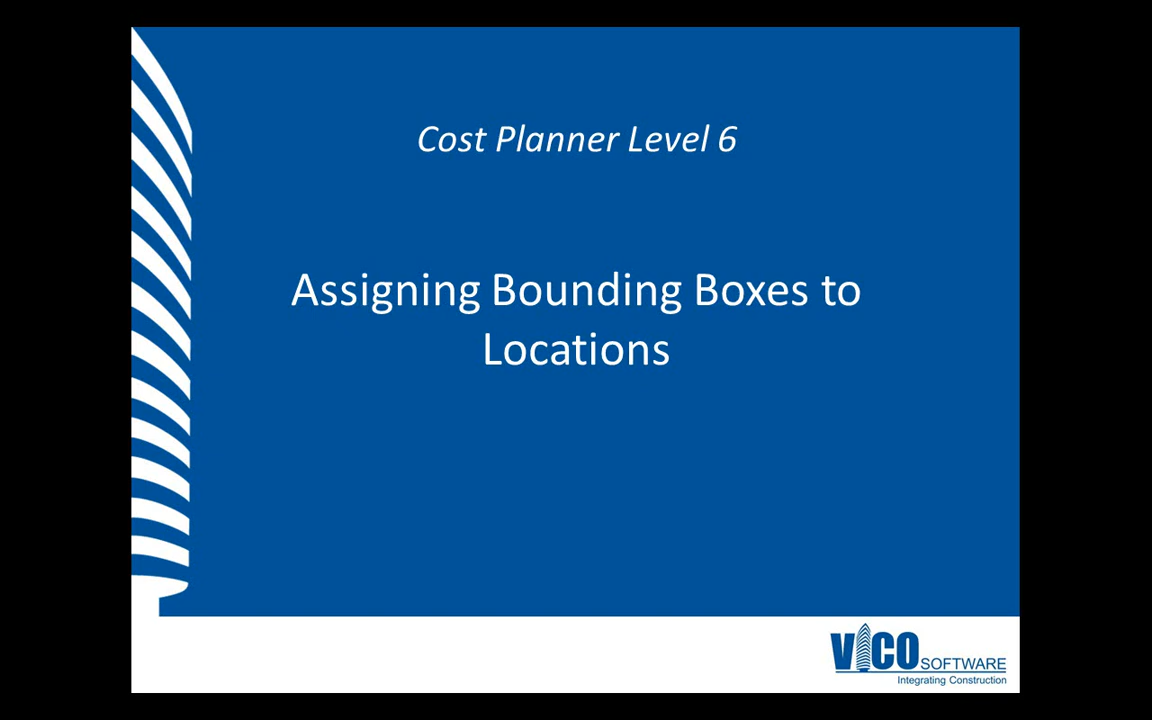 Cost Planner Level 6
Assigning Bounding Boxes to
Locations
VICO SOFTWARE
Integrating Construction